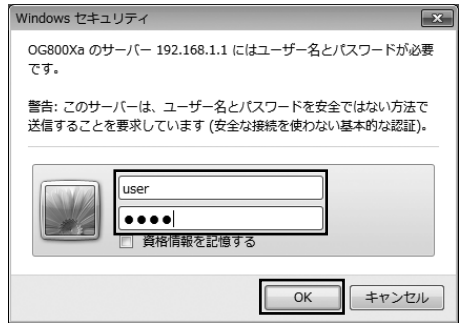 Windows セキュリティ
OG800Xa のサーバー 192.168.1.1 にはユーザー名とパスワードが必要
です。
警告: このサーバーは、ユーザー名とパスワードを安全ではない方法で
送信することを要求しています (安全な接続を使わない基本的な認証)。
user
●●●●
資格情報を記憶する
OK
キャンセル